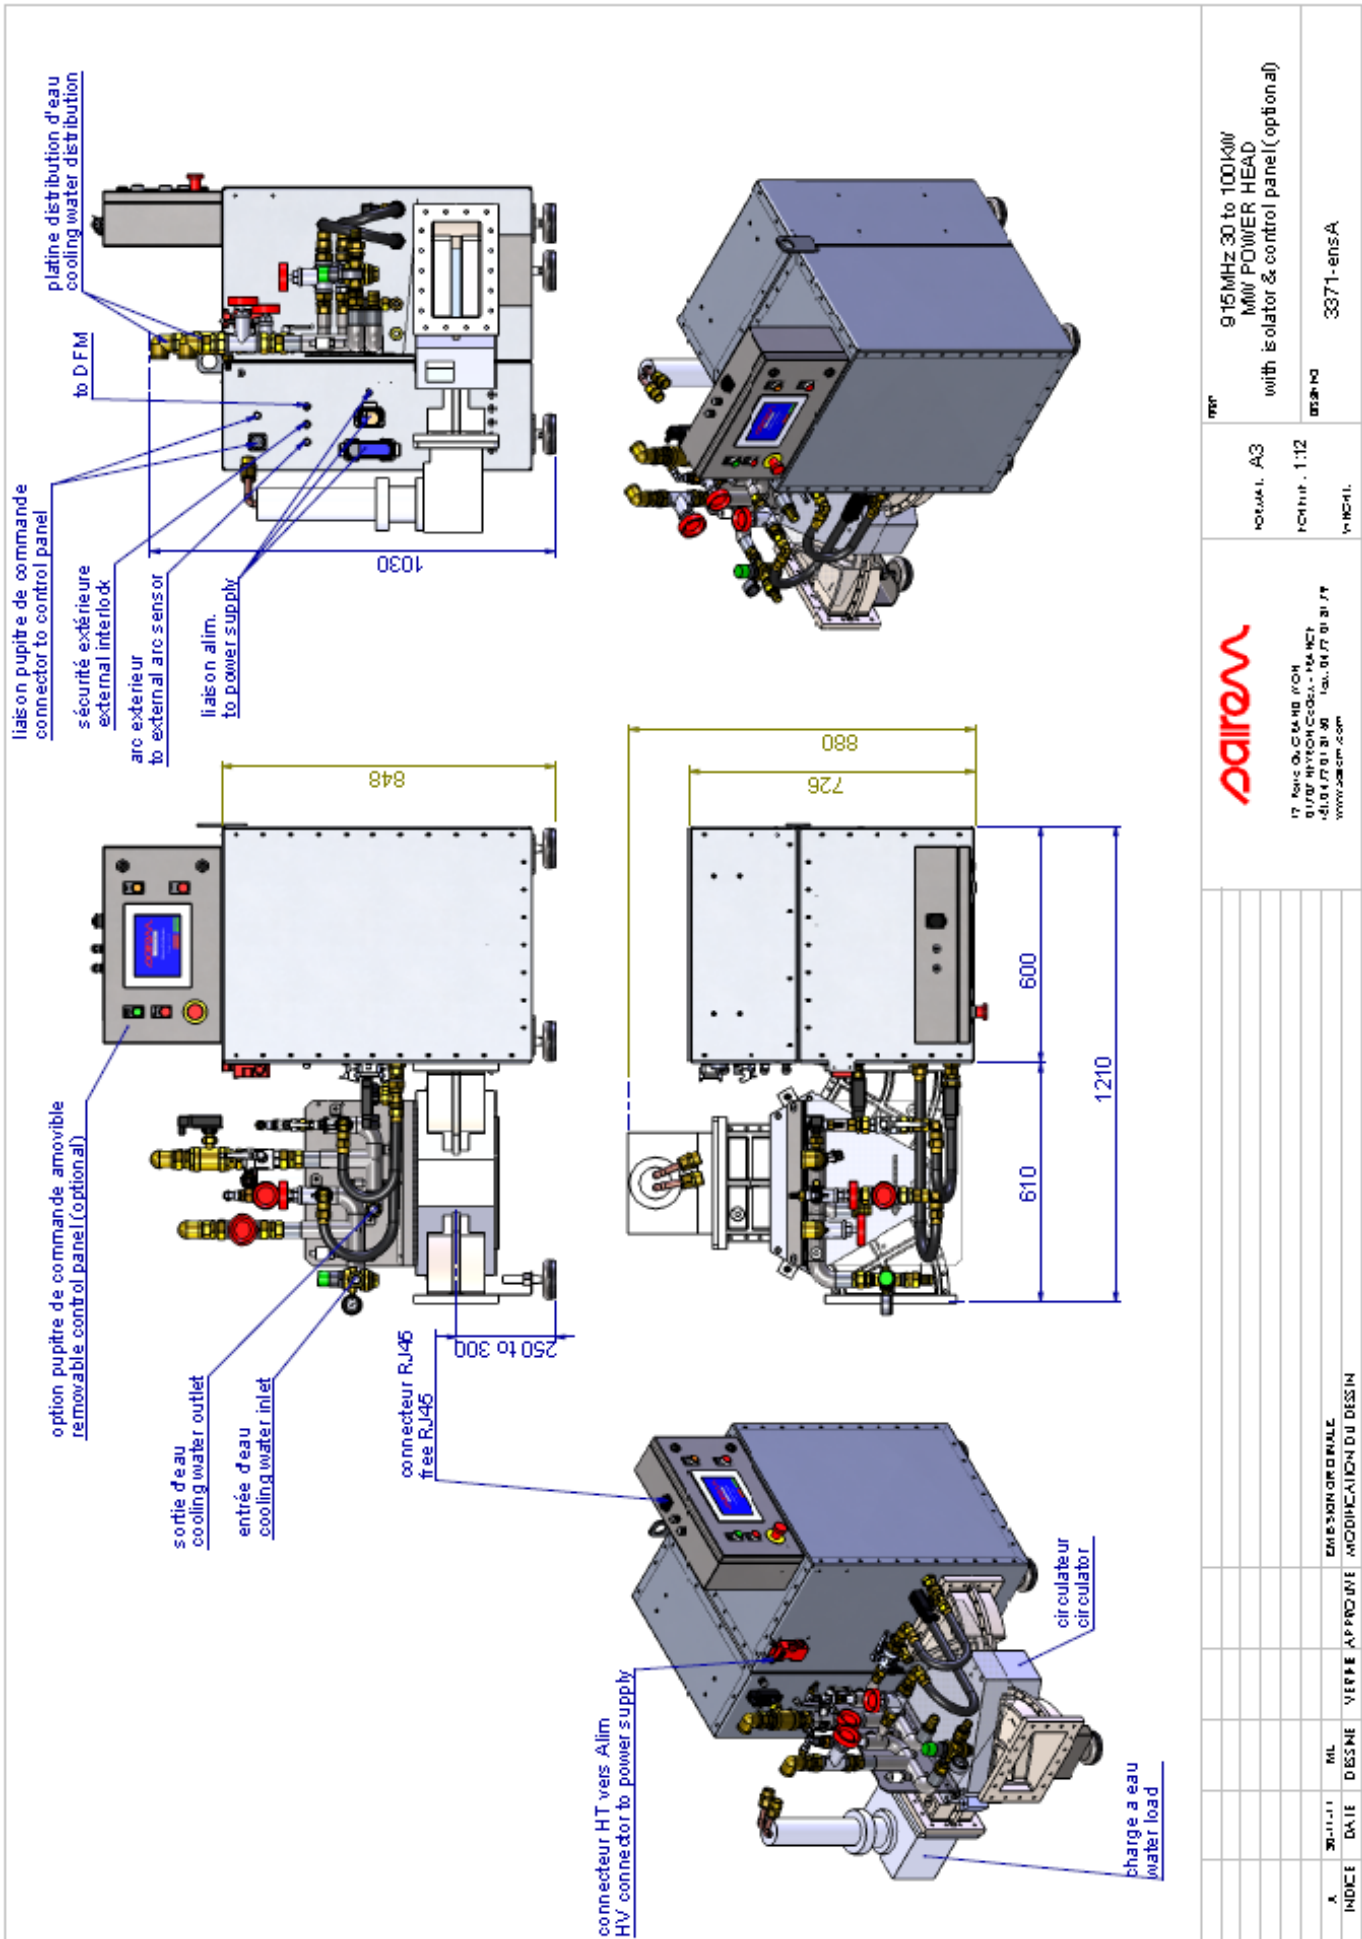 platine distribution d'eau
cooling water distribution
to DFM
liaison pupitre de commande
connector to control panel
sécurité extérieure
external interlock
arc exterieur
to external arc sensor
liaison alim.
to power supply
1030
option pupitre de commande amovible
removable control panel (optional)
848
sortie d'eau
cooling water outlet
entrée d'eau
cooling water inlet
connecteur RJ45
free RJ45
250 to 300
880
726
600
610
1210
connecteur HT vers Alim
HV connector to power supply
circulateur
circulator
charge a eau
water load
915MHz 30 to 100KW
MW POWER HEAD
with isolator & control panel (optional)
3371-ensA
A3
1:12
sairem
www.sairem.com
A
30-11-11
ML
EMISSION ORIGINALE
INDICE
DATE
DESSINE
VERIFIE
APPROUVE
MODIFICATION DU DESSIN